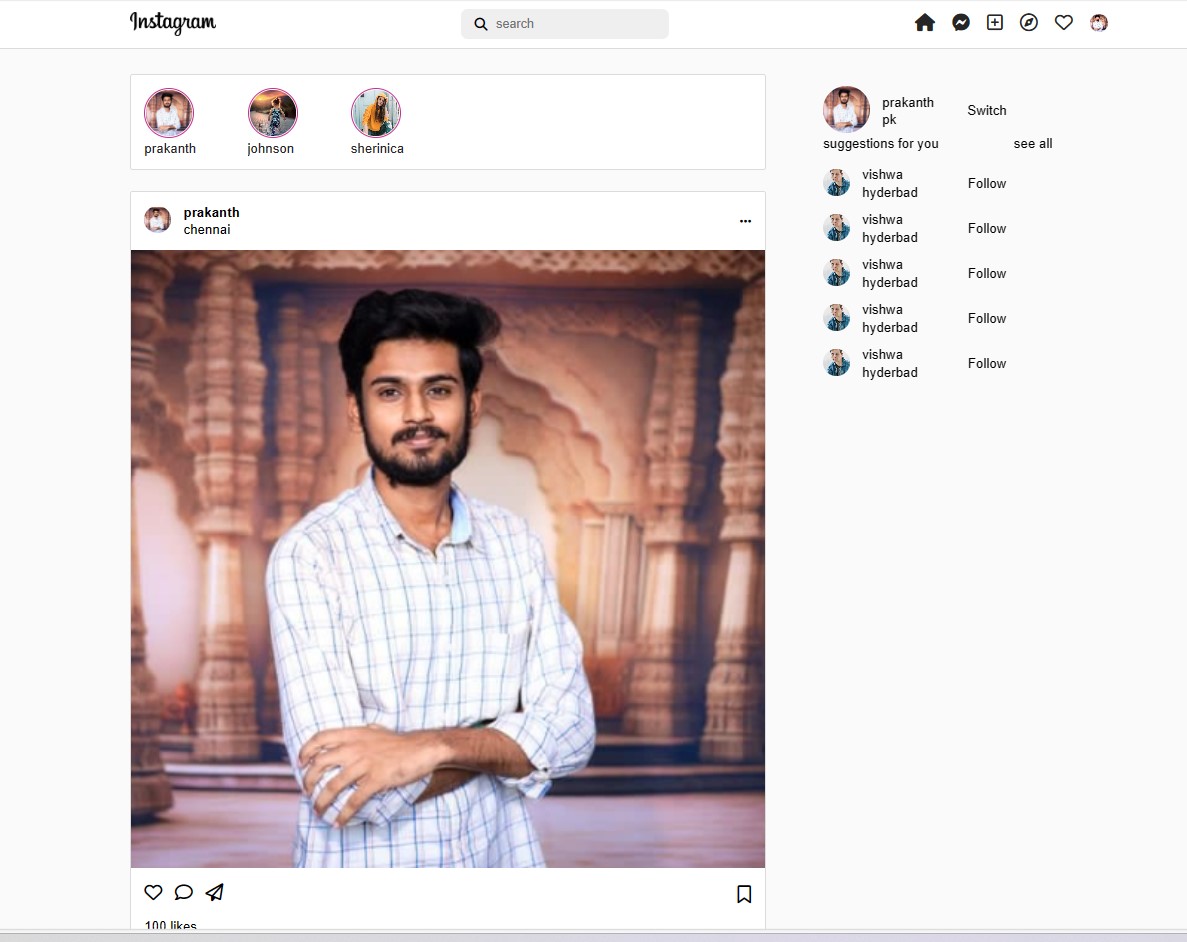 Instagram
search
prakanth
johnson
sherinica
prakanth
chennai
100 likes
prakanth
pk
Switch
suggestions for you
see all
vishwa
hyderbad
Follow
vishwa
hyderbad
Follow
vishwa
hyderbad
Follow
vishwa
hyderbad
Follow
vishwa
hyderbad
Follow